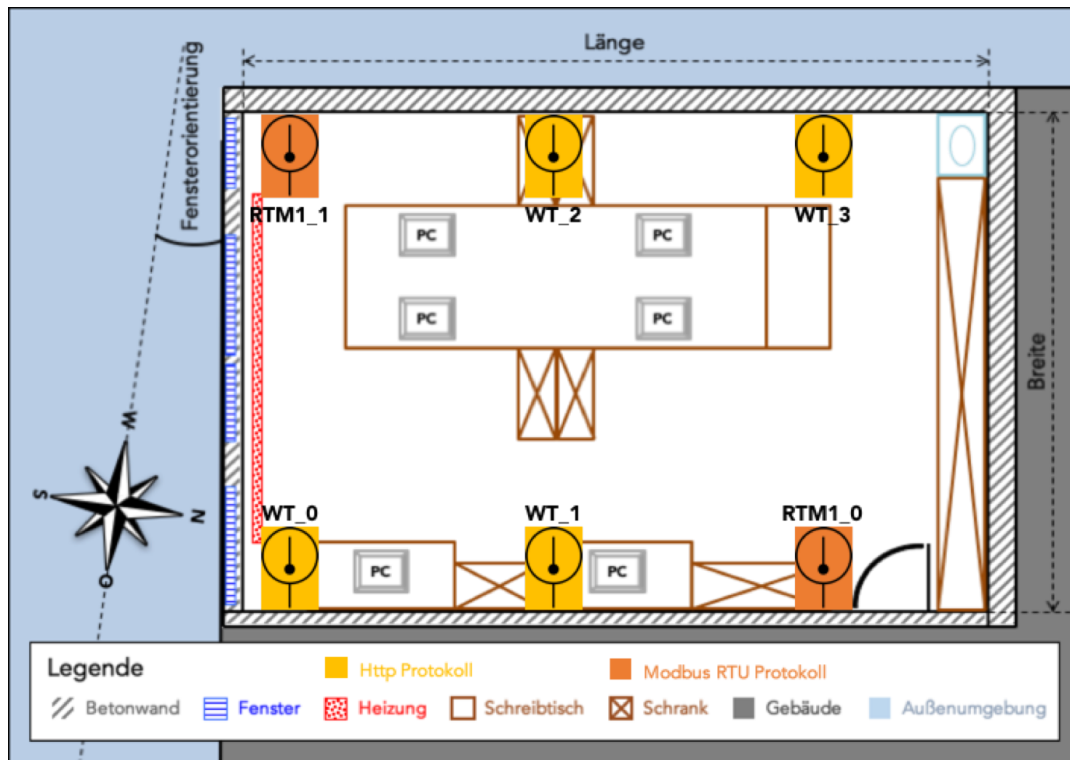 Länge
Fensterorientierung
RTM1_1
WT_2
WT_3
PC
PC
PC
PC
Breite
W
S
N
O
WT_0
WT_1
RTM1_0
PC
PC
Legende
Http Protokoll
Modbus RTU Protokoll
Betonwand
Fenster
Heizung
Schreibtisch
Schrank
Gebäude
Außenumgebung